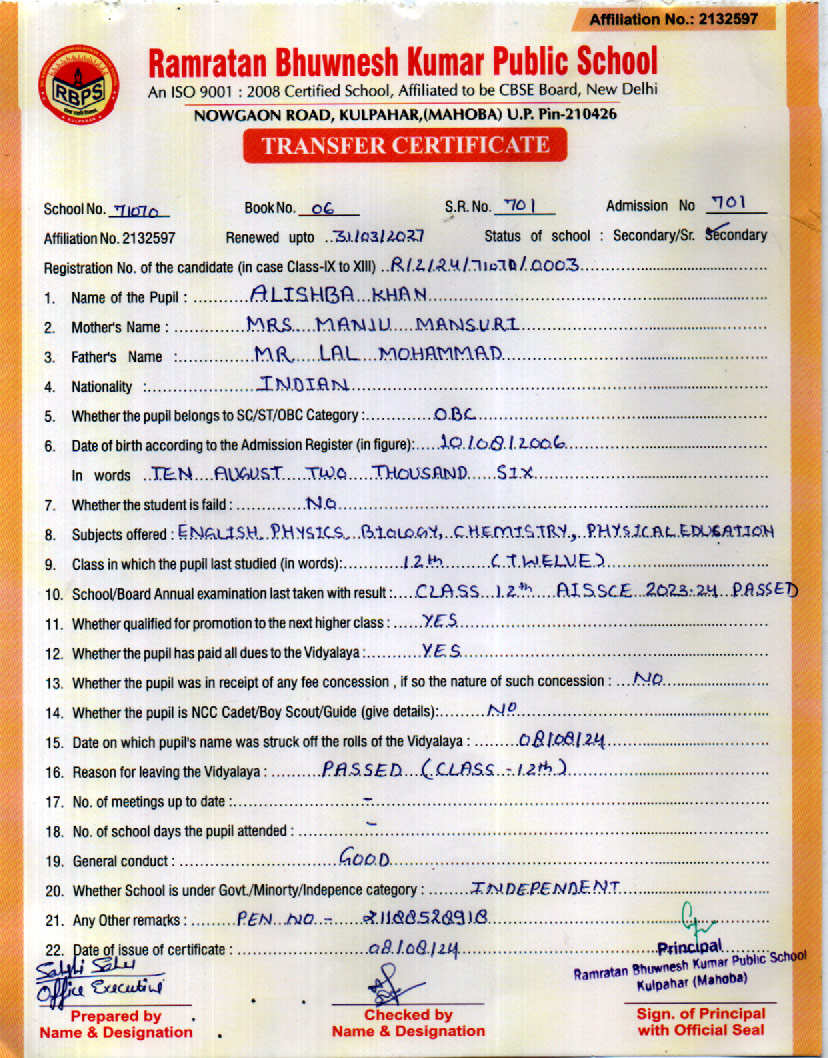 Affiliation No.: 2132597
Ramratan Bhuwnesh Kumar Public School
An ISO 9001 : 2008 Certified School, Affiliated to be CBSE Board, New Delhi
RBPS
NOWGAON ROAD, KULPAHAR,(MAHOBA) U.P. Pin-210426
TRANSFER CERTIFICATE
School No. 71070 Book No. 06 S.R. No. 701 Admission No 701
Affiliation No. 2132597 Renewed upto ..31/03/2027 Status of school : Secondary/Sr. Secondary
Registration No. of the candidate (in case Class-IX to XIII) ..R/2/24/71070/0003
1. Name of the Pupil : ALISHBA KHAN
2. Mother's Name : MRS MANJU MANSURI
3. Father's Name : MR LAL MOHAMMAD
4. Nationality : INDIAN
5. Whether the pupil belongs to SC/ST/OBC Category : OBC
6. Date of birth according to the Admission Register (in figure): 10/08/2006
In words TEN AUGUST TWO THOUSAND SIX
7. Whether the student is faild : NO
8. Subjects offered : ENGLISH, PHYSICS, BIOLOGY, CHEMISTRY, PHYSICAL EDUCATION
9. Class in which the pupil last studied (in words): 12th (TWELVE)
10. School/Board Annual examination last taken with result : CLASS 12th AISSCE 2023-24 PASSED
11. Whether qualified for promotion to the next higher class : YES
12. Whether the pupil has paid all dues to the Vidyalaya : YES
13. Whether the pupil was in receipt of any fee concession , if so the nature of such concession : NO
14. Whether the pupil is NCC Cadet/Boy Scout/Guide (give details): NO
15. Date on which pupil's name was struck off the rolls of the Vidyalaya : 08/08/24
16. Reason for leaving the Vidyalaya : PASSED (CLASS - 12th)
17. No. of meetings up to date : -
18. No. of school days the pupil attended : -
19. General conduct : GOOD
20. Whether School is under Govt./Minorty/Indepence category : INDEPENDENT
21. Any Other remarks : PEN NO - 21188528918
22. Date of issue of certificate : 08/08/24
Principal
Ramratan Bhuwnesh Kumar Public School
Kulpahar (Mahoba)
Office Executive
Prepared by
Name & Designation
Checked by
Name & Designation
Sign. of Principal
with Official Seal